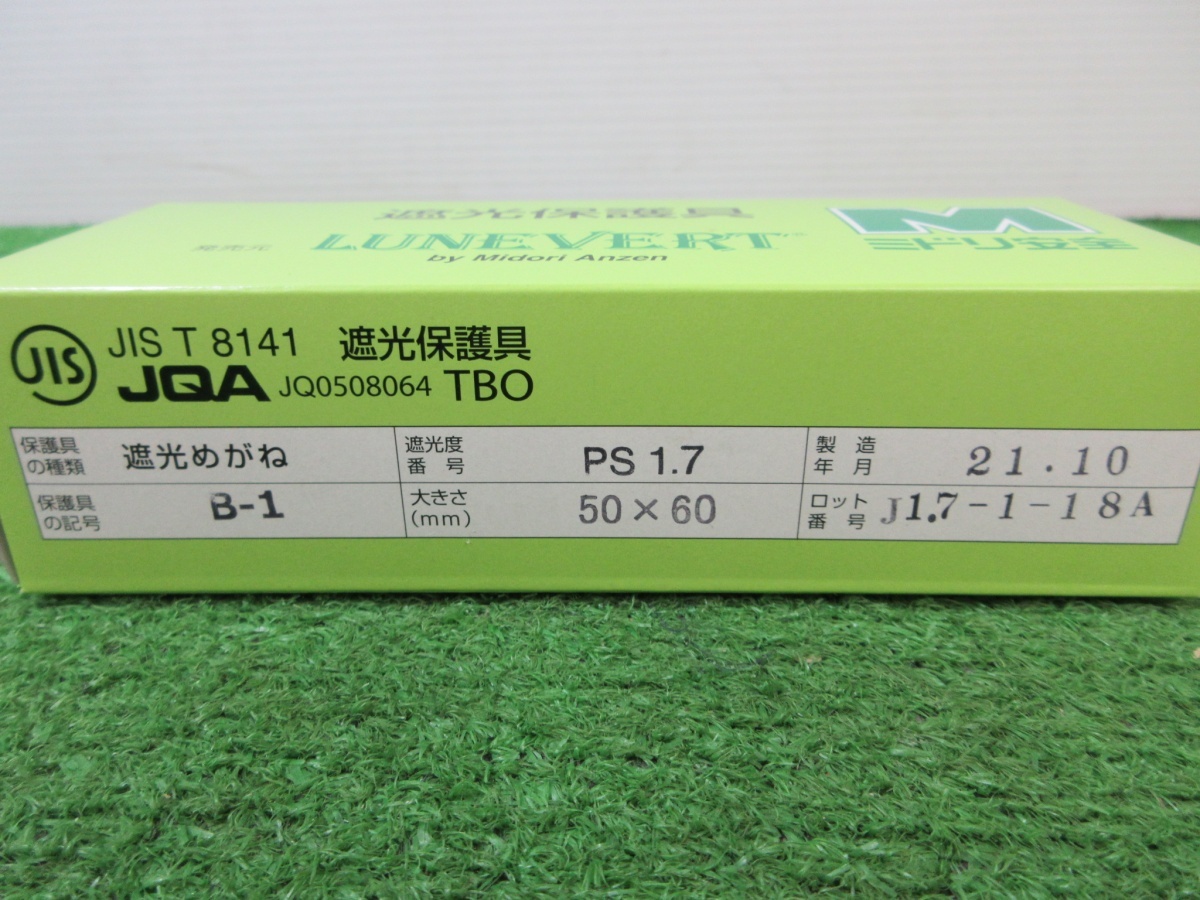 遮光保護具
発売元 LUNEVERT
by Midori Anzen
M
ミドリ安全
JIS JIS T 8141 遮光保護具
JQA JQ0508064 TBO
保護具の種類 遮光めがね 遮光度番号 PS 1.7 製造年月 21.10
保護具の記号 B-1 大きさ(mm) 50×60 ロット番号 J1.7-1-18A